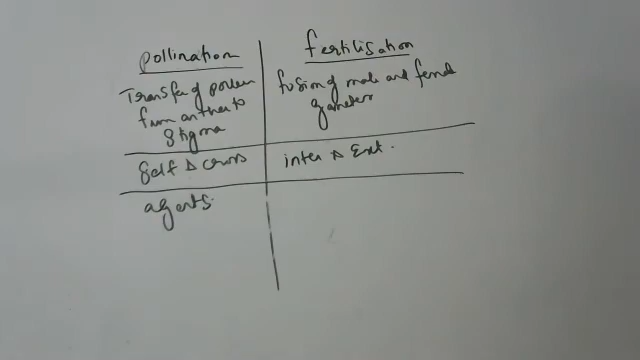 pollination
Transfer of pollen
from anther to
stigma
self & cross
agents.
fertilisation
fusion of male and female
gametes
inter & Ext.